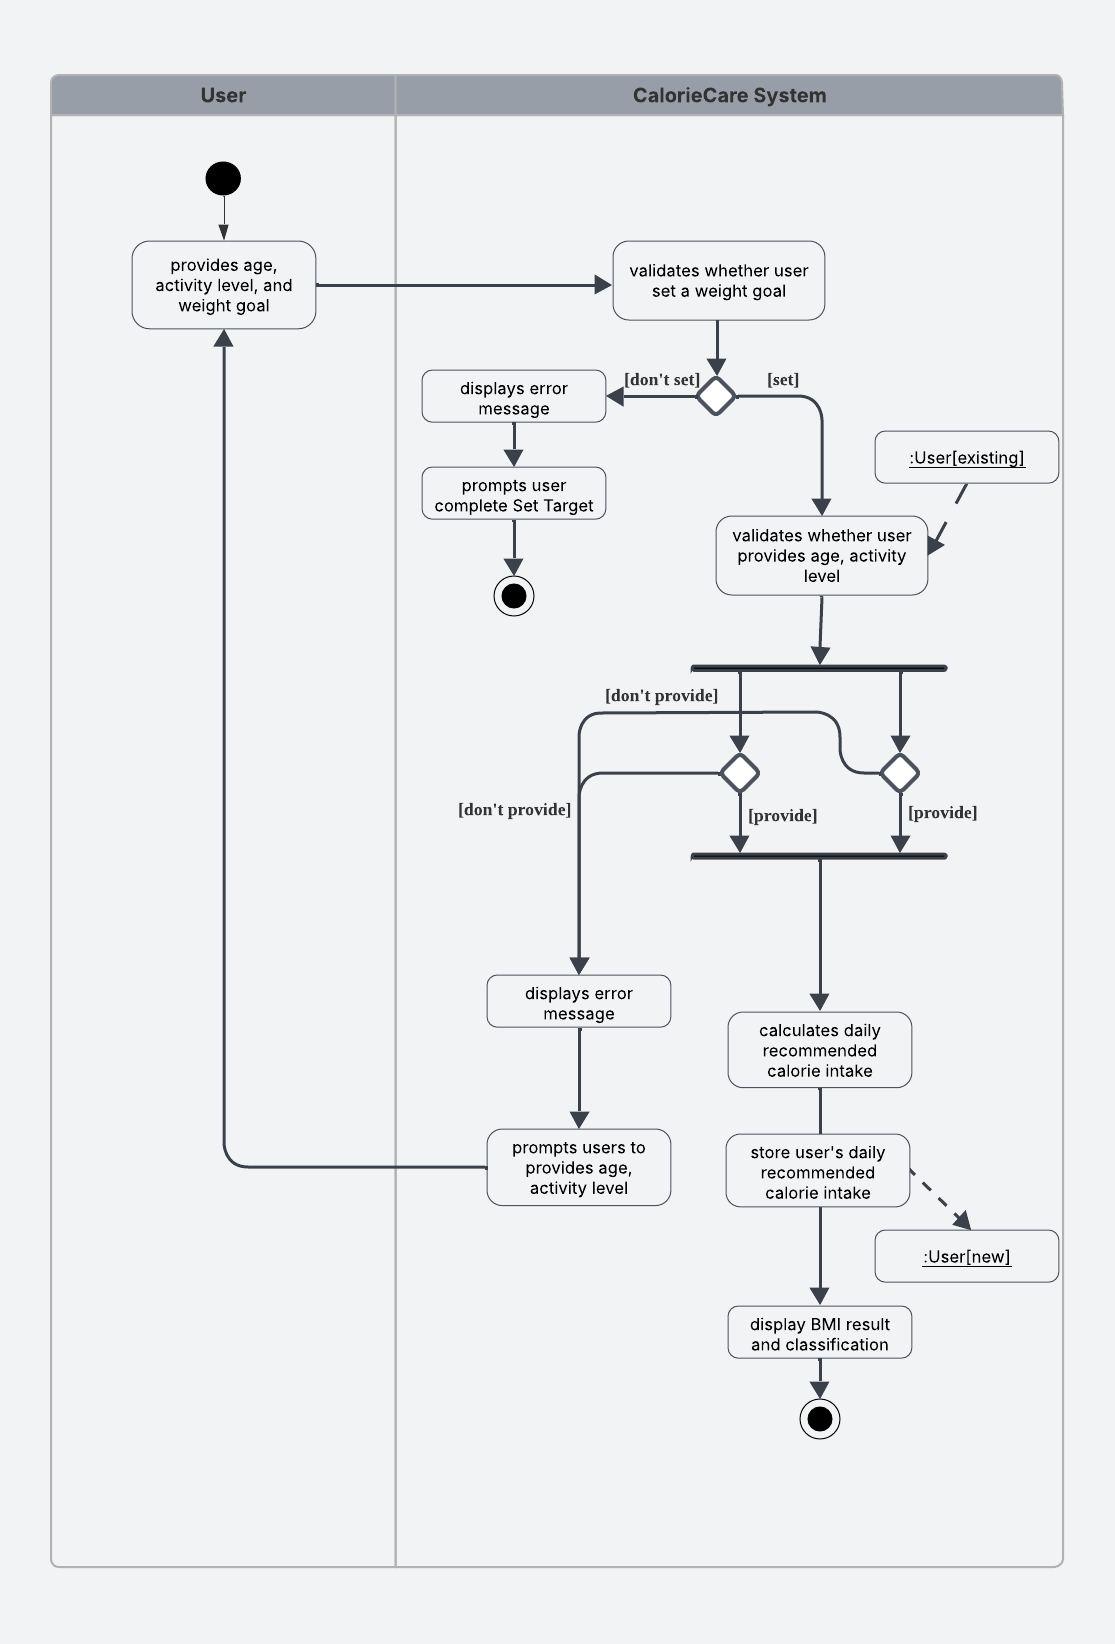 User
CalorieCare System
provides age,
activity level, and
weight goal
validates whether user
set a weight goal
[don't set]
[set]
displays error
message
:User[existing]
prompts user
complete Set Target
validates whether user
provides age, activity
level
[don't provide]
[don't provide]
[provide]
[provide]
displays error
message
calculates daily
recommended
calorie intake
prompts users to
provides age,
activity level
store user's daily
recommended
calorie intake
:User[new]
display BMI result
and classification